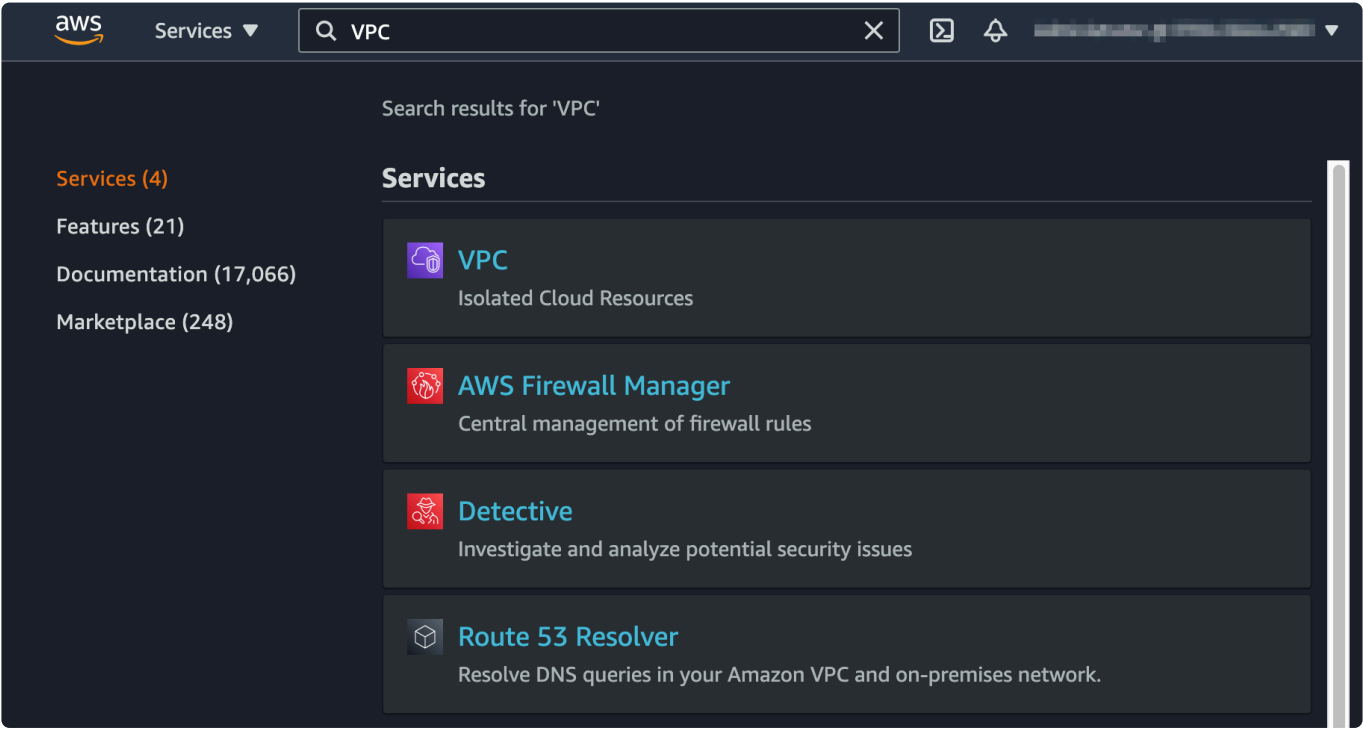 aws
Services
VPC
Search results for 'VPC'
Services (4)
Features (21)
Documentation (17,066)
Marketplace (248)
Services
VPC
Isolated Cloud Resources
AWS Firewall Manager
Central management of firewall rules
Detective
Investigate and analyze potential security issues
Route 53 Resolver
Resolve DNS queries in your Amazon VPC and on-premises network.